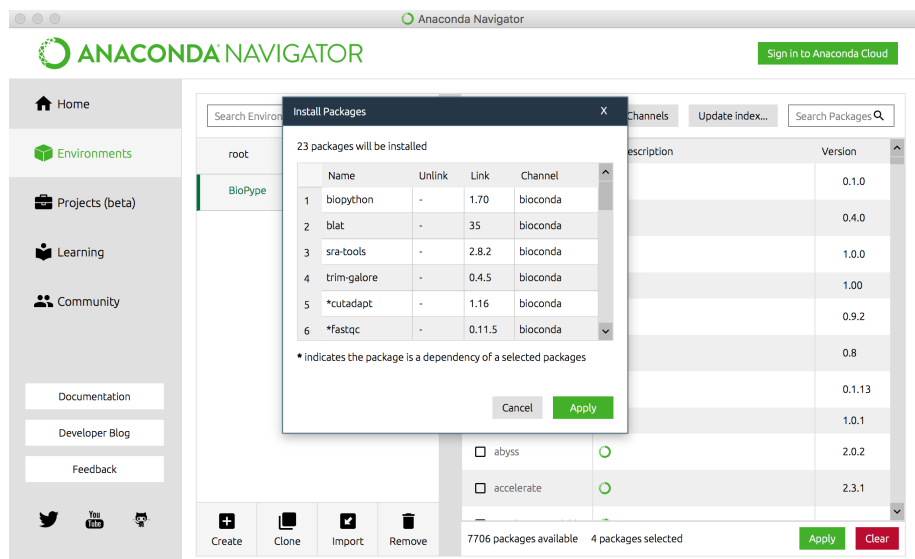 Anaconda Navigator
ANACONDA NAVIGATOR
Sign in to Anaconda Cloud
Home
Environments
Projects (beta)
Learning
Community
Documentation
Developer Blog
Feedback
You
Tube
Search Environ
Channels
Update index...
Search Packages
root
BioPype
Install Packages
X
23 packages will be installed
Name Unlink Link Channel
1 biopython - 1.70 bioconda
2 blat - 35 bioconda
3 sra-tools - 2.8.2 bioconda
4 trim-galore - 0.4.5 bioconda
5 *cutadapt - 1.16 bioconda
6 *fastqc - 0.11.5 bioconda
* indicates the package is a dependency of a selected packages
Cancel Apply
escription Version
0.1.0
0.4.0
1.0.0
1.00
0.9.2
0.8
0.1.13
1.0.1
abyss 2.0.2
accelerate 2.3.1
Create Clone Import Remove
7706 packages available 4 packages selected
Apply Clear